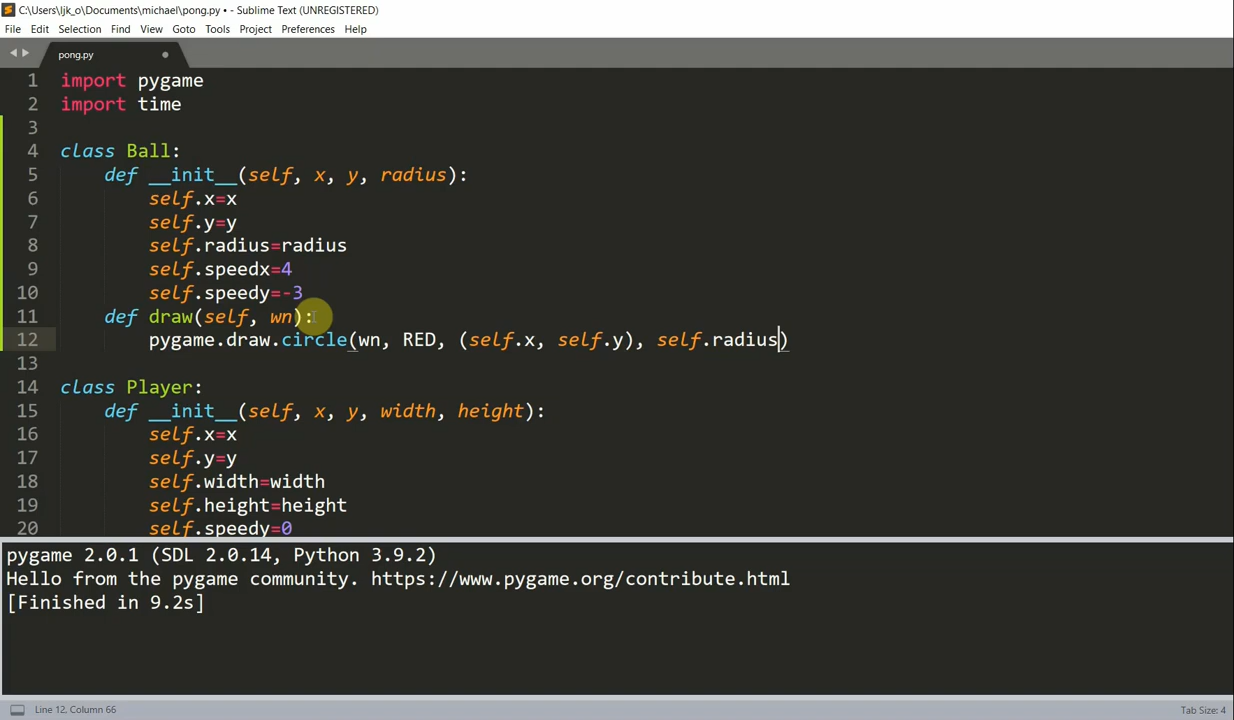 C:\Users\ljk_o\Documents\michael\pong.py • - Sublime Text (UNREGISTERED)
File Edit Selection Find View Goto Tools Project Preferences Help
pong.py
1 import pygame
2 import time
3
4 class Ball:
5     def __init__(self, x, y, radius):
6         self.x=x
7         self.y=y
8         self.radius=radius
9         self.speedx=4
10         self.speedy=-3
11     def draw(self, wn):
12         pygame.draw.circle(wn, RED, (self.x, self.y), self.radius)
13
14 class Player:
15     def __init__(self, x, y, width, height):
16         self.x=x
17         self.y=y
18         self.width=width
19         self.height=height
20         self.speedy=0
pygame 2.0.1 (SDL 2.0.14, Python 3.9.2)
Hello from the pygame community. https://www.pygame.org/contribute.html
[Finished in 9.2s]
Line 12, Column 66 Tab Size: 4